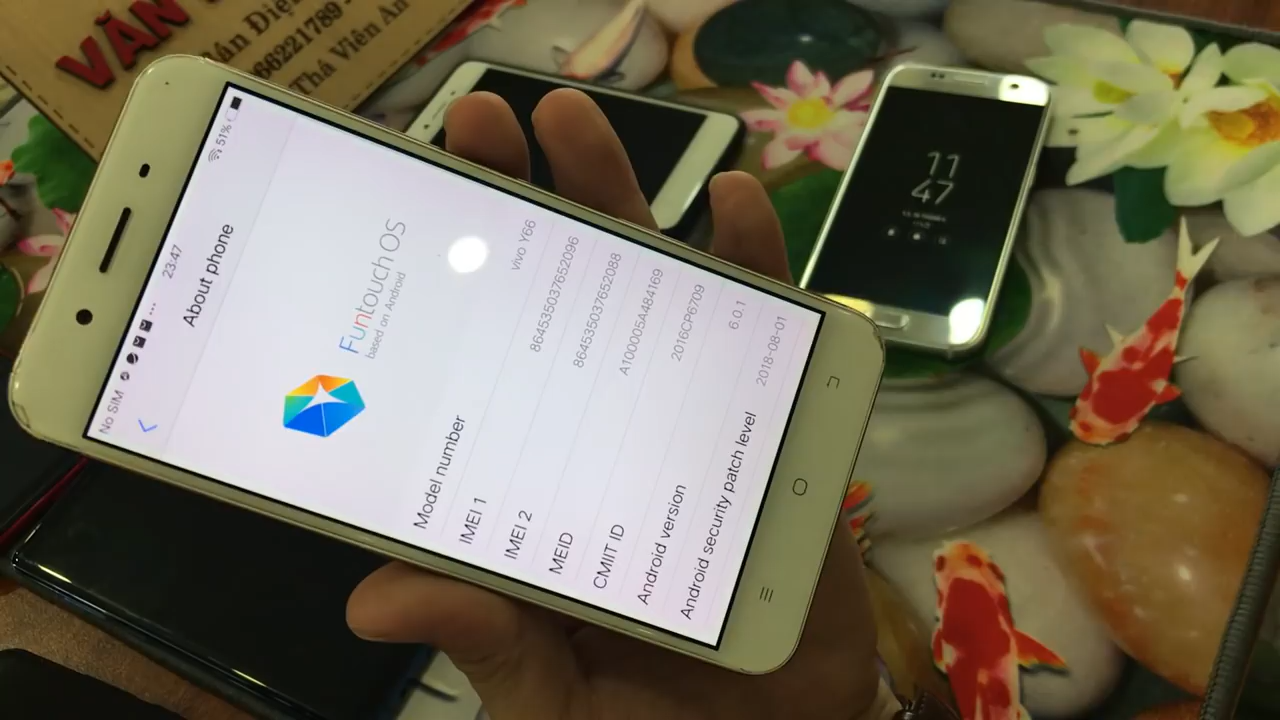 VĂN
Điệ
66221789 -
Thá Viên An
No SIM
23:47
51%
About phone
Funtouch OS
based on Android
Model number
vivo Y66
IMEI 1
864535037652096
IMEI 2
864535037652088
MEID
A100005A484169
CMIIT ID
2016CP6709
Android version
6.0.1
Android security patch level
2018-08-01
11
47